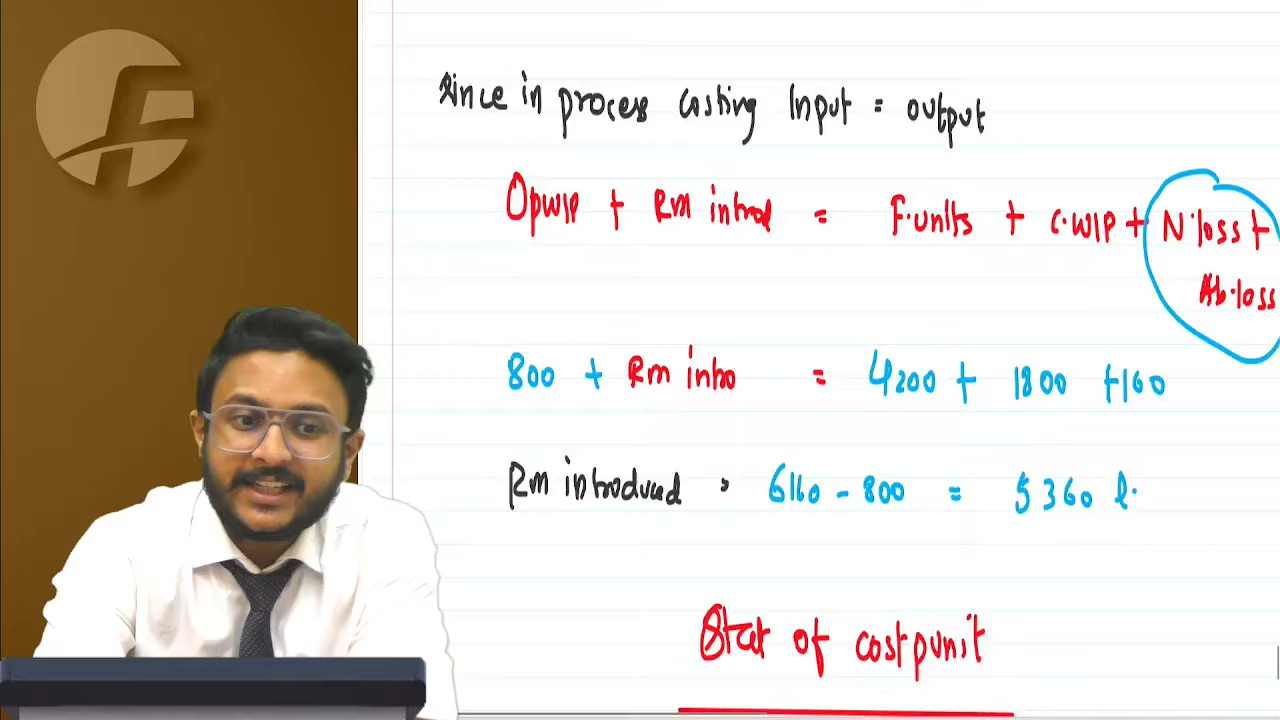 Since in process costing Input = output
OpWIP + Rm introd = F.units + C.WIP + N.loss +
Ab.loss
800 + Rm intro = 4200 + 1800 + 160
Rm introduced = 6160 - 800 = 5360 l.
Stat of cost p unit